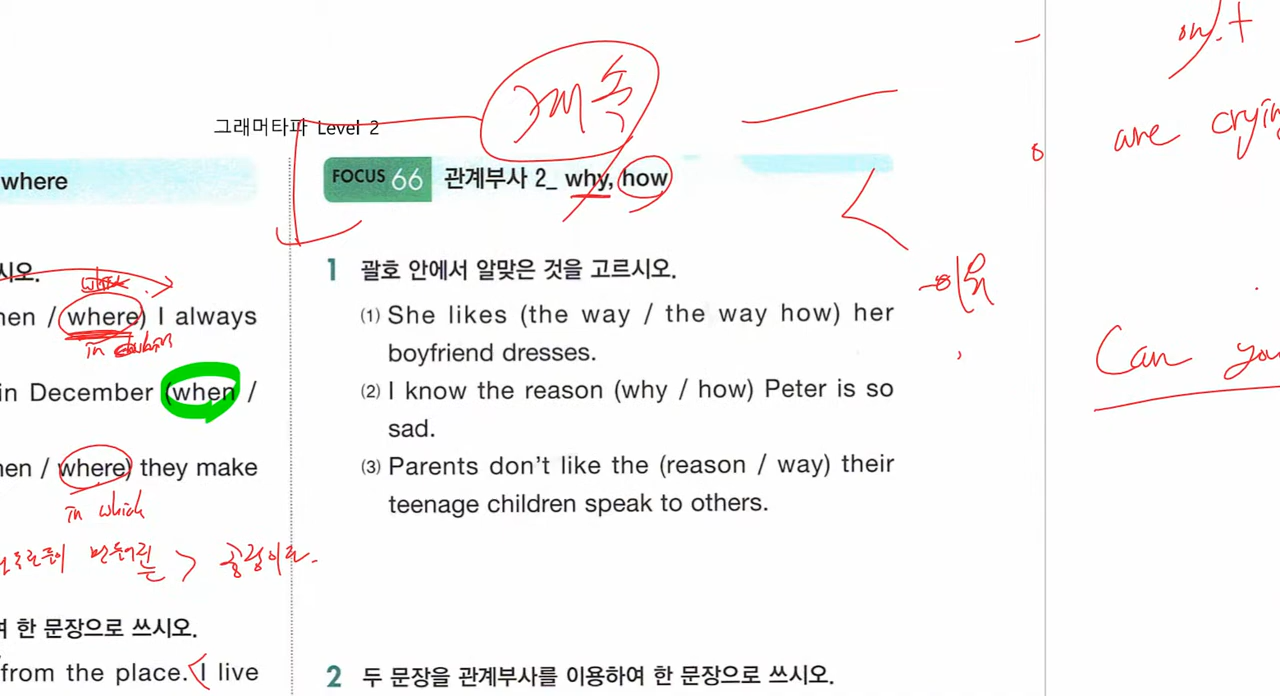 그래머타파 Level 2
where
시오.
hen / where) I always
in
in December (when /
hen / where) they make
in which
공장이다.
여 한 문장으로 쓰시오.
from the place. I live
계속
FOCUS 66 관계부사 2_ why, how
1 괄호 안에서 알맞은 것을 고르시오.
(1) She likes (the way / the way how) her
boyfriend dresses.
(2) I know the reason (why / how) Peter is so
sad.
(3) Parents don't like the (reason / way) their
teenage children speak to others.
2 두 문장을 관계부사를 이용하여 한 문장으로 쓰시오.
are crying
Can you